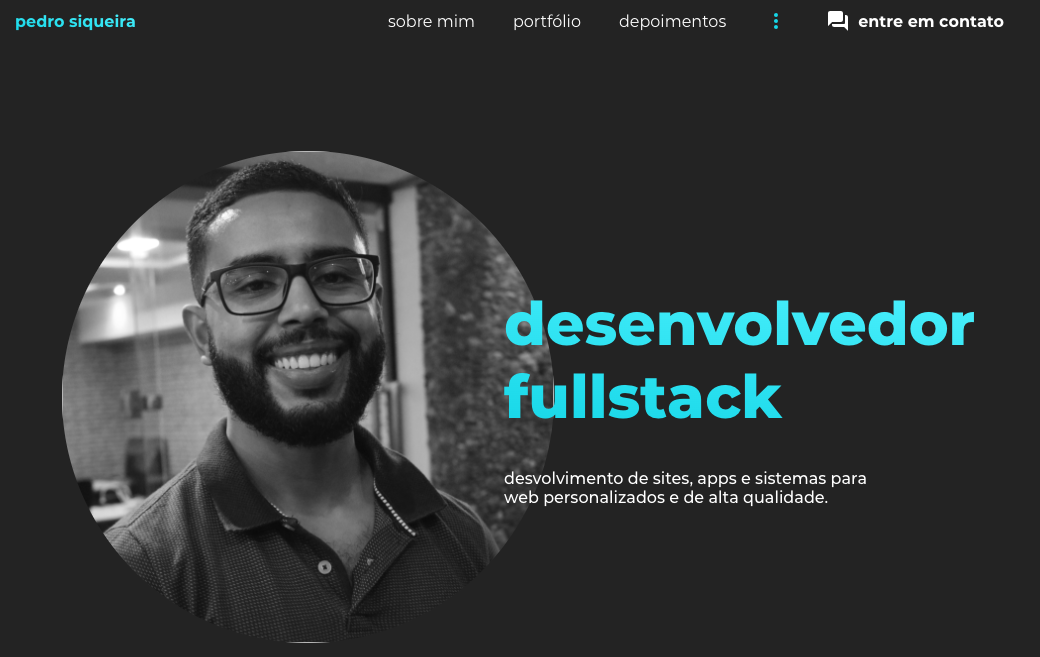 pedro siqueira
sobre mim
portfólio
depoimentos
entre em contato
desenvolvedor
fullstack
desvolvimento de sites, apps e sistemas para
web personalizados e de alta qualidade.